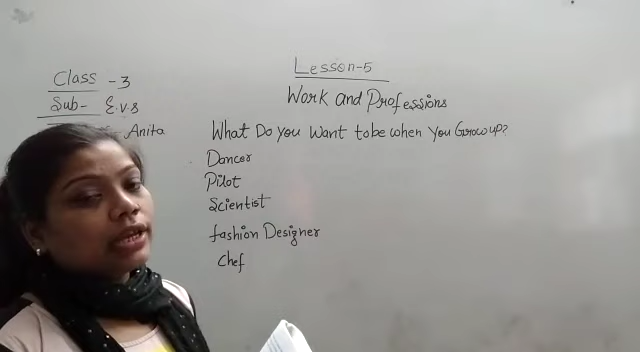 Class - 3
Sub- E.V.S
Anita
Lesson-5
Work and Professions
What Do you Want to be when You Grow up?
Dancer
Pilot
Scientist
fashion Designer
Chef